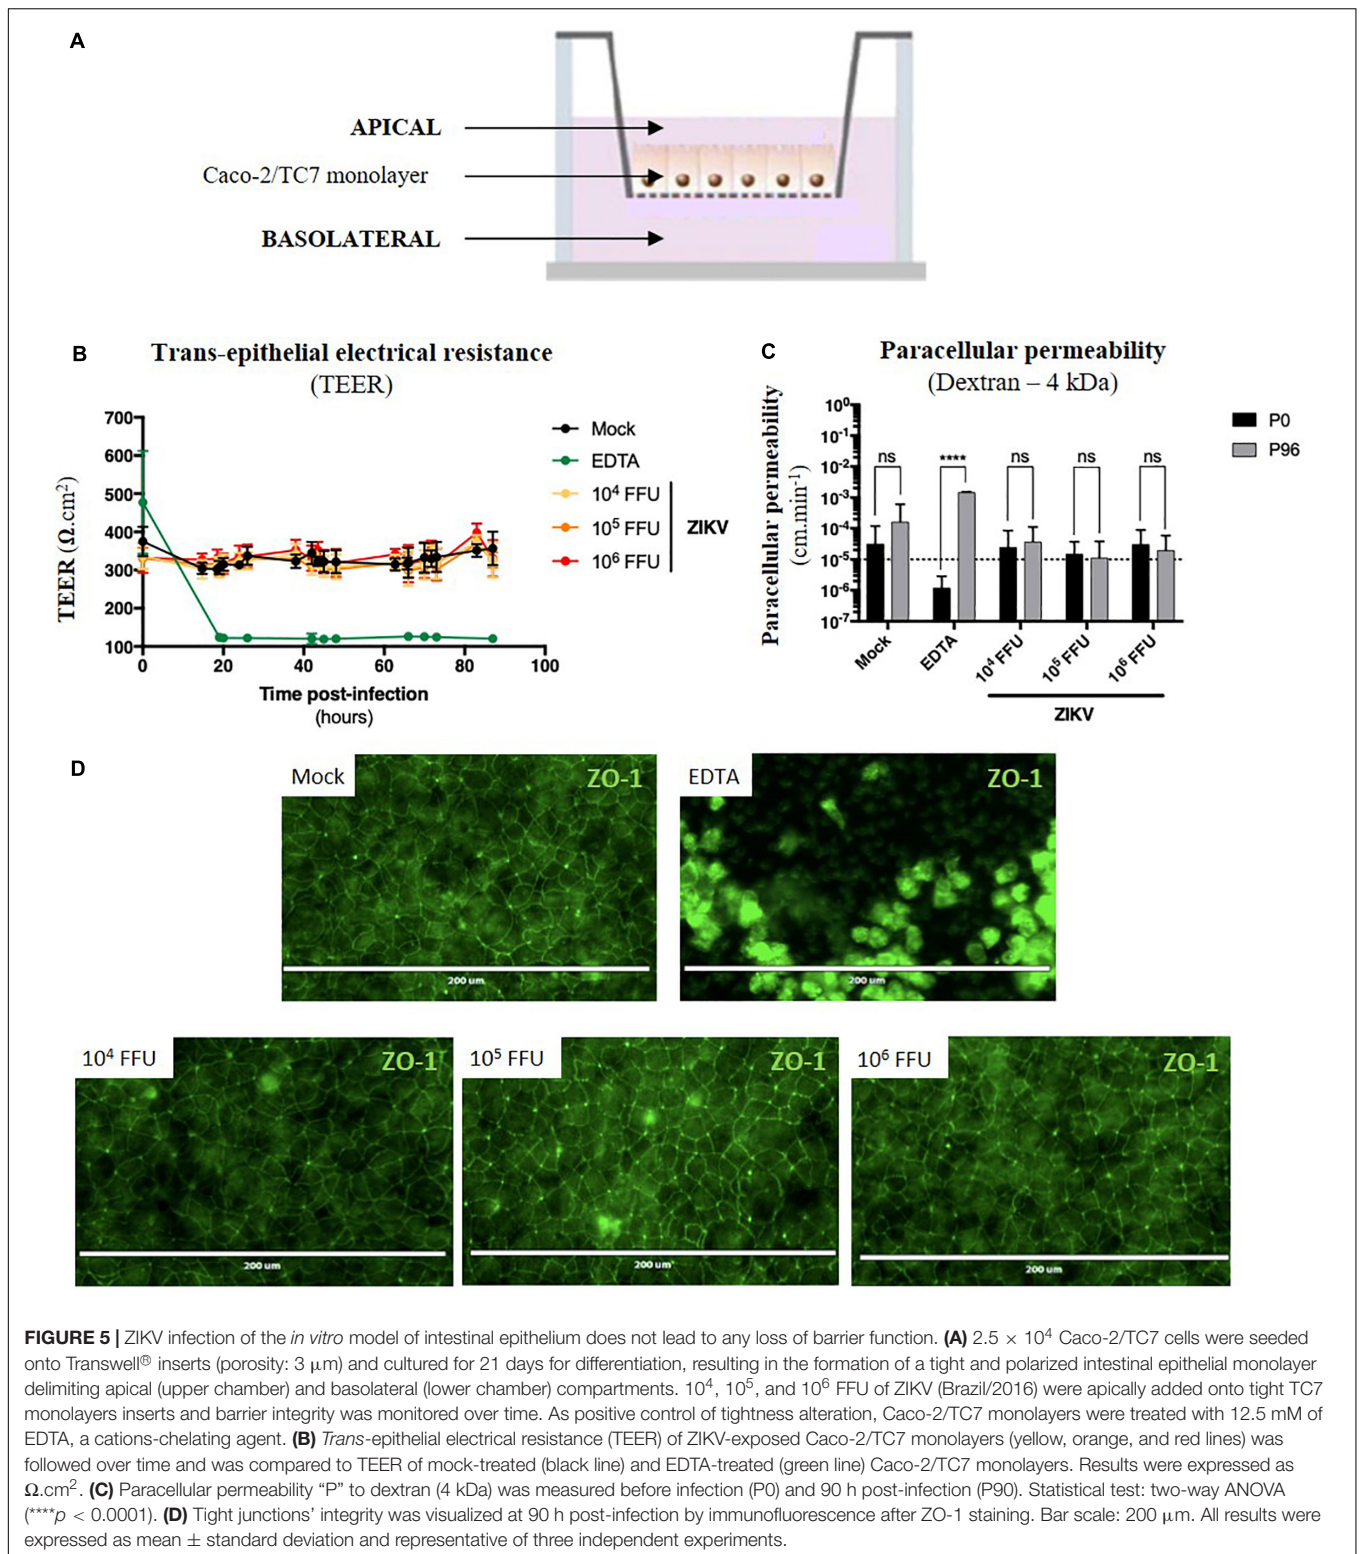 A
APICAL
Caco-2/TC7 monolayer
BASOLATERAL
B
Trans-epithelial electrical resistance
(TEER)
TEER (Ω.cm²)
700
600
500
400
300
200
100
0
20
40
60
80
100
Time post-infection
(hours)
Mock
EDTA
10⁴ FFU
10⁵ FFU
10⁶ FFU
ZIKV
C
Paracellular permeability
(Dextran – 4 kDa)
Paracellular permeability
(cm.min⁻¹)
10⁰
10⁻¹
10⁻²
10⁻³
10⁻⁴
10⁻⁵
10⁻⁶
10⁻⁷
ns
****
ns
ns
ns
Mock
EDTA
10⁴ FFU
10⁵ FFU
10⁶ FFU
ZIKV
P0
P96
D
Mock
ZO-1
200 um
EDTA
ZO-1
200 um
10⁴ FFU
ZO-1
200 um
10⁵ FFU
ZO-1
200 um
10⁶ FFU
ZO-1
200 um
FIGURE 5 | ZIKV infection of the in vitro model of intestinal epithelium does not lead to any loss of barrier function. (A) 2.5 × 10⁴ Caco-2/TC7 cells were seeded
onto Transwell® inserts (porosity: 3 μm) and cultured for 21 days for differentiation, resulting in the formation of a tight and polarized intestinal epithelial monolayer
delimiting apical (upper chamber) and basolateral (lower chamber) compartments. 10⁴, 10⁵, and 10⁶ FFU of ZIKV (Brazil/2016) were apically added onto tight TC7
monolayers inserts and barrier integrity was monitored over time. As positive control of tightness alteration, Caco-2/TC7 monolayers were treated with 12.5 mM of
EDTA, a cations-chelating agent. (B) Trans-epithelial electrical resistance (TEER) of ZIKV-exposed Caco-2/TC7 monolayers (yellow, orange, and red lines) was
followed over time and was compared to TEER of mock-treated (black line) and EDTA-treated (green line) Caco-2/TC7 monolayers. Results were expressed as
Ω.cm². (C) Paracellular permeability “P” to dextran (4 kDa) was measured before infection (P0) and 90 h post-infection (P90). Statistical test: two-way ANOVA
(****p < 0.0001). (D) Tight junctions’ integrity was visualized at 90 h post-infection by immunofluorescence after ZO-1 staining. Bar scale: 200 μm. All results were
expressed as mean ± standard deviation and representative of three independent experiments.